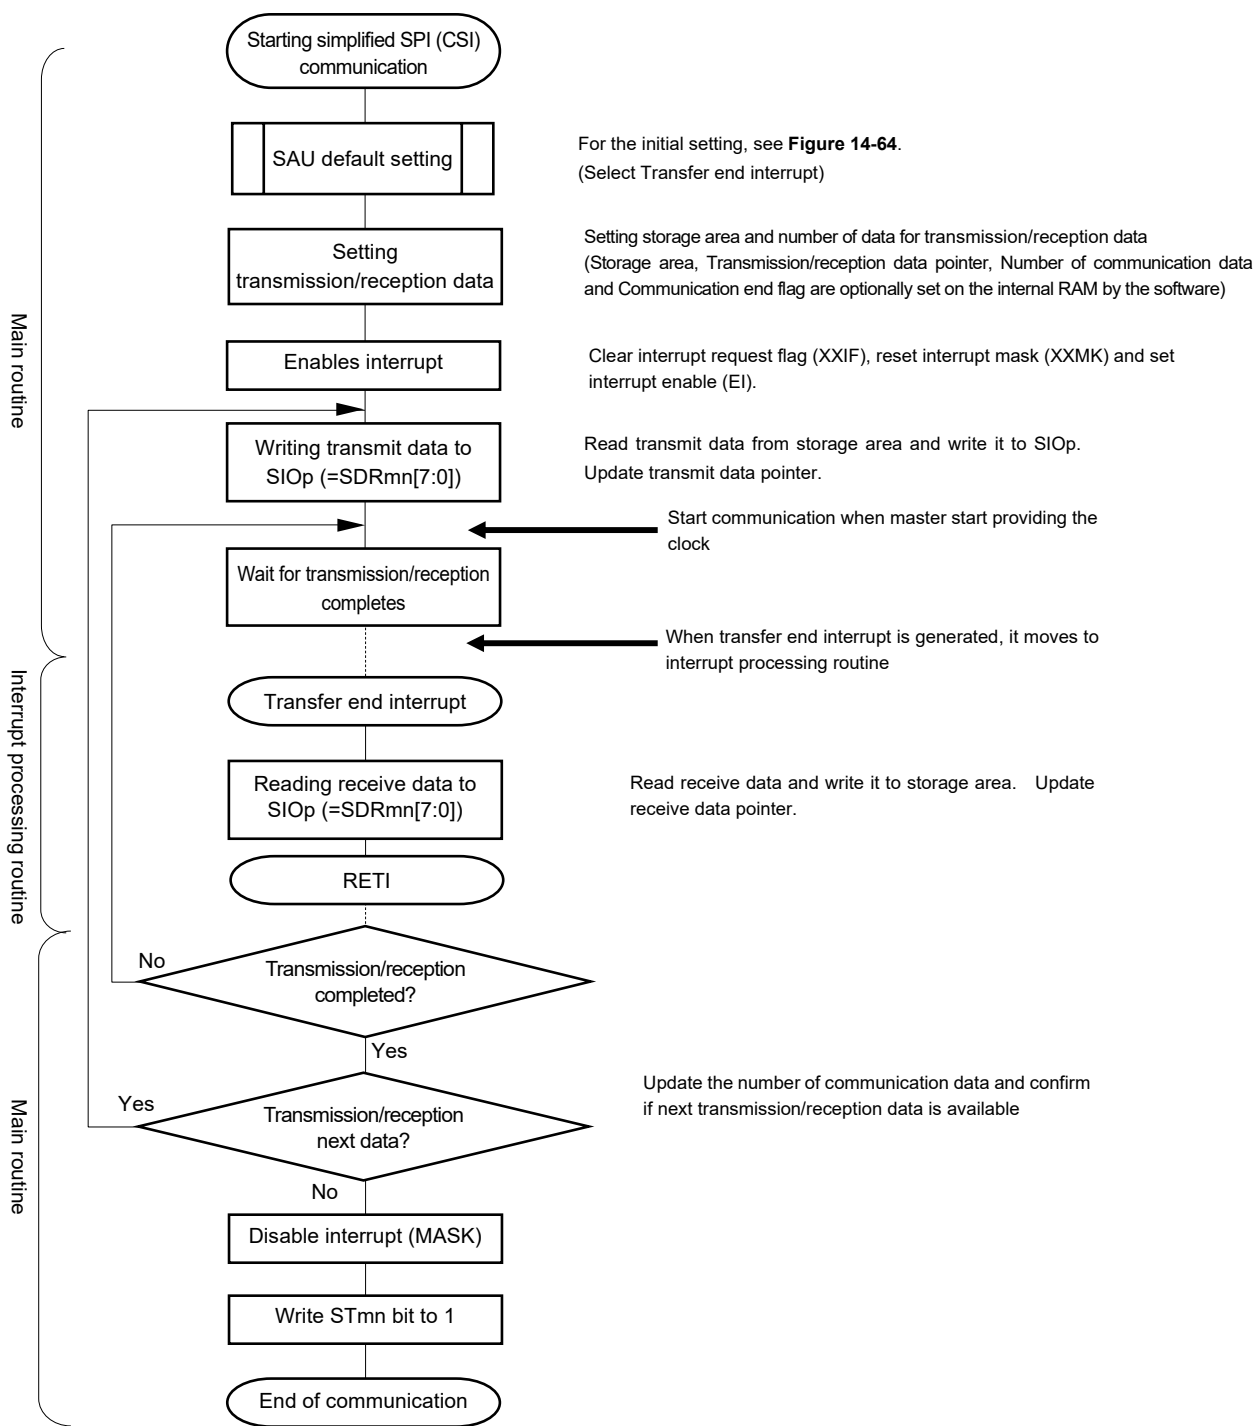 Starting simplified SPI (CSI)
communication
SAU default setting
For the initial setting, see Figure 14-64.
(Select Transfer end interrupt)
Setting
transmission/reception data
Setting storage area and number of data for transmission/reception data
(Storage area, Transmission/reception data pointer, Number of communication data
and Communication end flag are optionally set on the internal RAM by the software)
Main routine
Enables interrupt
Clear interrupt request flag (XXIF), reset interrupt mask (XXMK) and set
interrupt enable (EI).
Writing transmit data to
SIOp (=SDRmn[7:0])
Read transmit data from storage area and write it to SIOp.
Update transmit data pointer.
Start communication when master start providing the
clock
Wait for transmission/reception
completes
When transfer end interrupt is generated, it moves to
interrupt processing routine
Interrupt processing routine
Transfer end interrupt
Reading receive data to
SIOp (=SDRmn[7:0])
Read receive data and write it to storage area. Update
receive data pointer.
RETI
No
Transmission/reception
completed?
Yes
Main routine
Yes
Transmission/reception
next data?
Update the number of communication data and confirm
if next transmission/reception data is available
No
Disable interrupt (MASK)
Write STmn bit to 1
End of communication